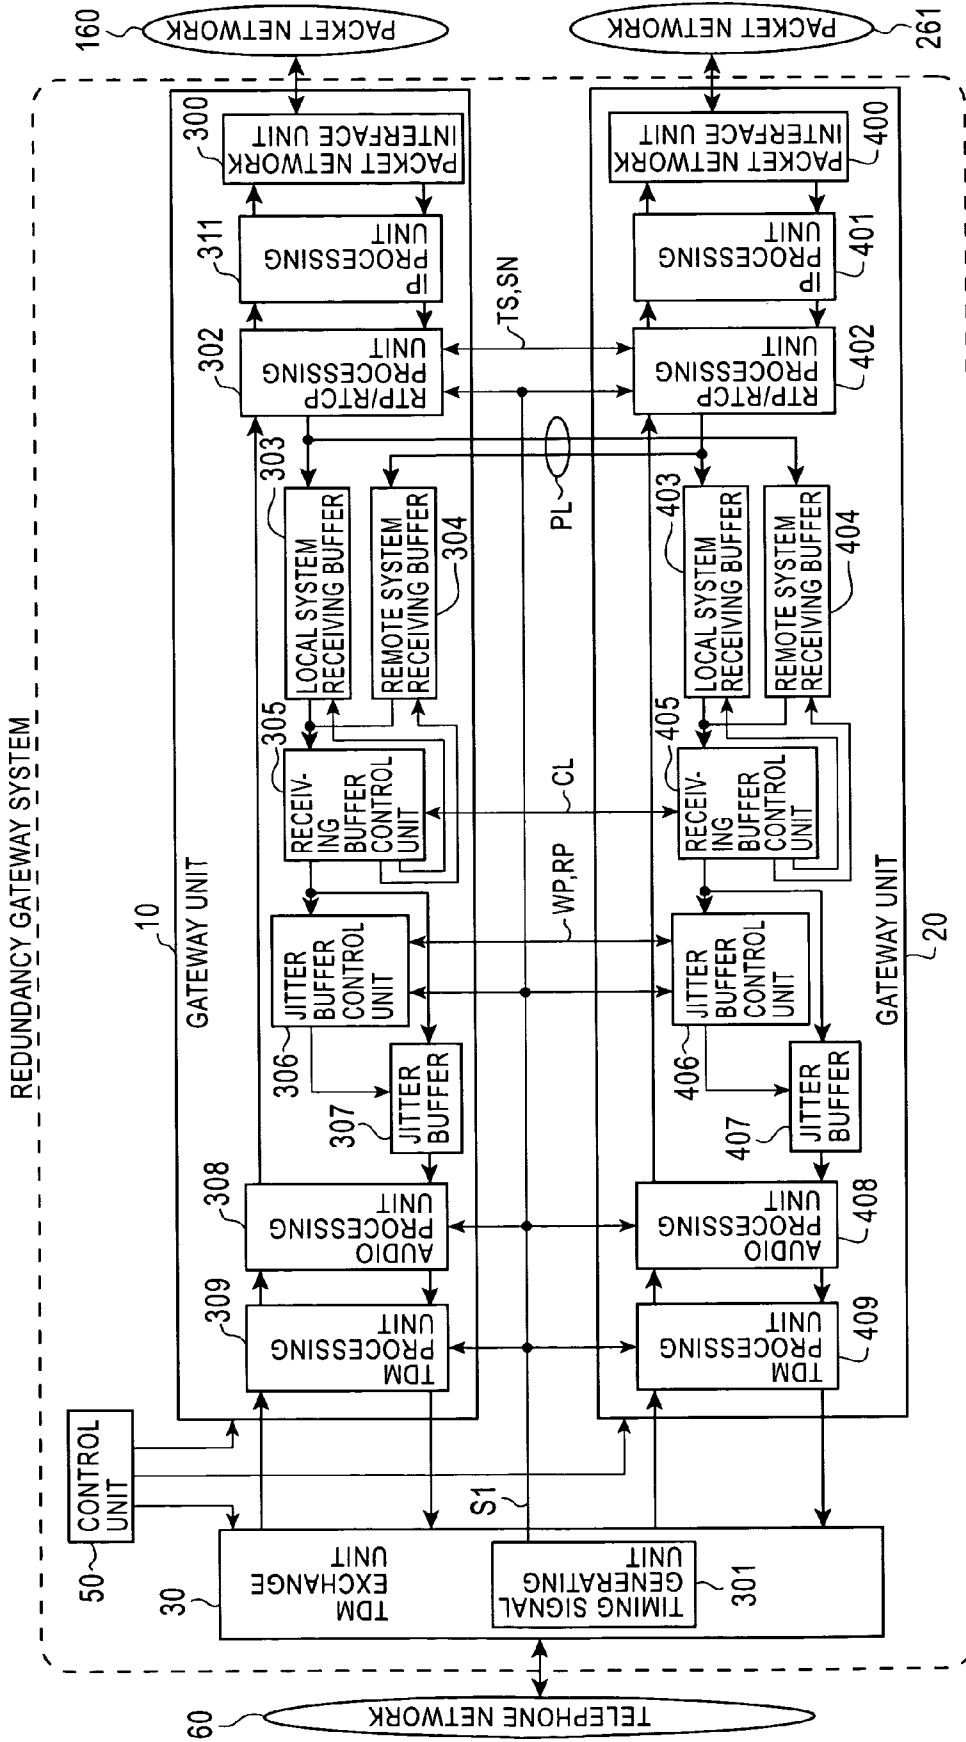 REDUNDANCY GATEWAY SYSTEM
50
CONTROL
UNIT
60
TELEPHONE NETWORK
30
TDM
EXCHANGE
UNIT
TIMING SIGNAL
GENERATING
UNIT
301
S1
10
GATEWAY UNIT
309
TDM
PROCESSING
UNIT
308
AUDIO
PROCESSING
UNIT
307
JITTER
BUFFER
306
JITTER
BUFFER
CONTROL
UNIT
305
RECEIV-
ING
BUFFER
CONTROL
UNIT
303
LOCAL SYSTEM
RECEIVING BUFFER
304
REMOTE SYSTEM
RECEIVING BUFFER
302
RTP/RTCP
PROCESSING
UNIT
311
IP
PROCESSING
UNIT
300
PACKET NETWORK
INTERFACE UNIT
160
PACKET NETWORK
WP,RP
CL
PL
TS,SN
409
TDM
PROCESSING
UNIT
408
AUDIO
PROCESSING
UNIT
407
JITTER
BUFFER
406
JITTER
BUFFER
CONTROL
UNIT
405
RECEIV-
ING
BUFFER
CONTROL
UNIT
403
LOCAL SYSTEM
RECEIVING BUFFER
404
REMOTE SYSTEM
RECEIVING BUFFER
402
RTP/RTCP
PROCESSING
UNIT
401
IP
PROCESSING
UNIT
400
PACKET NETWORK
INTERFACE UNIT
261
PACKET NETWORK
GATEWAY UNIT
20